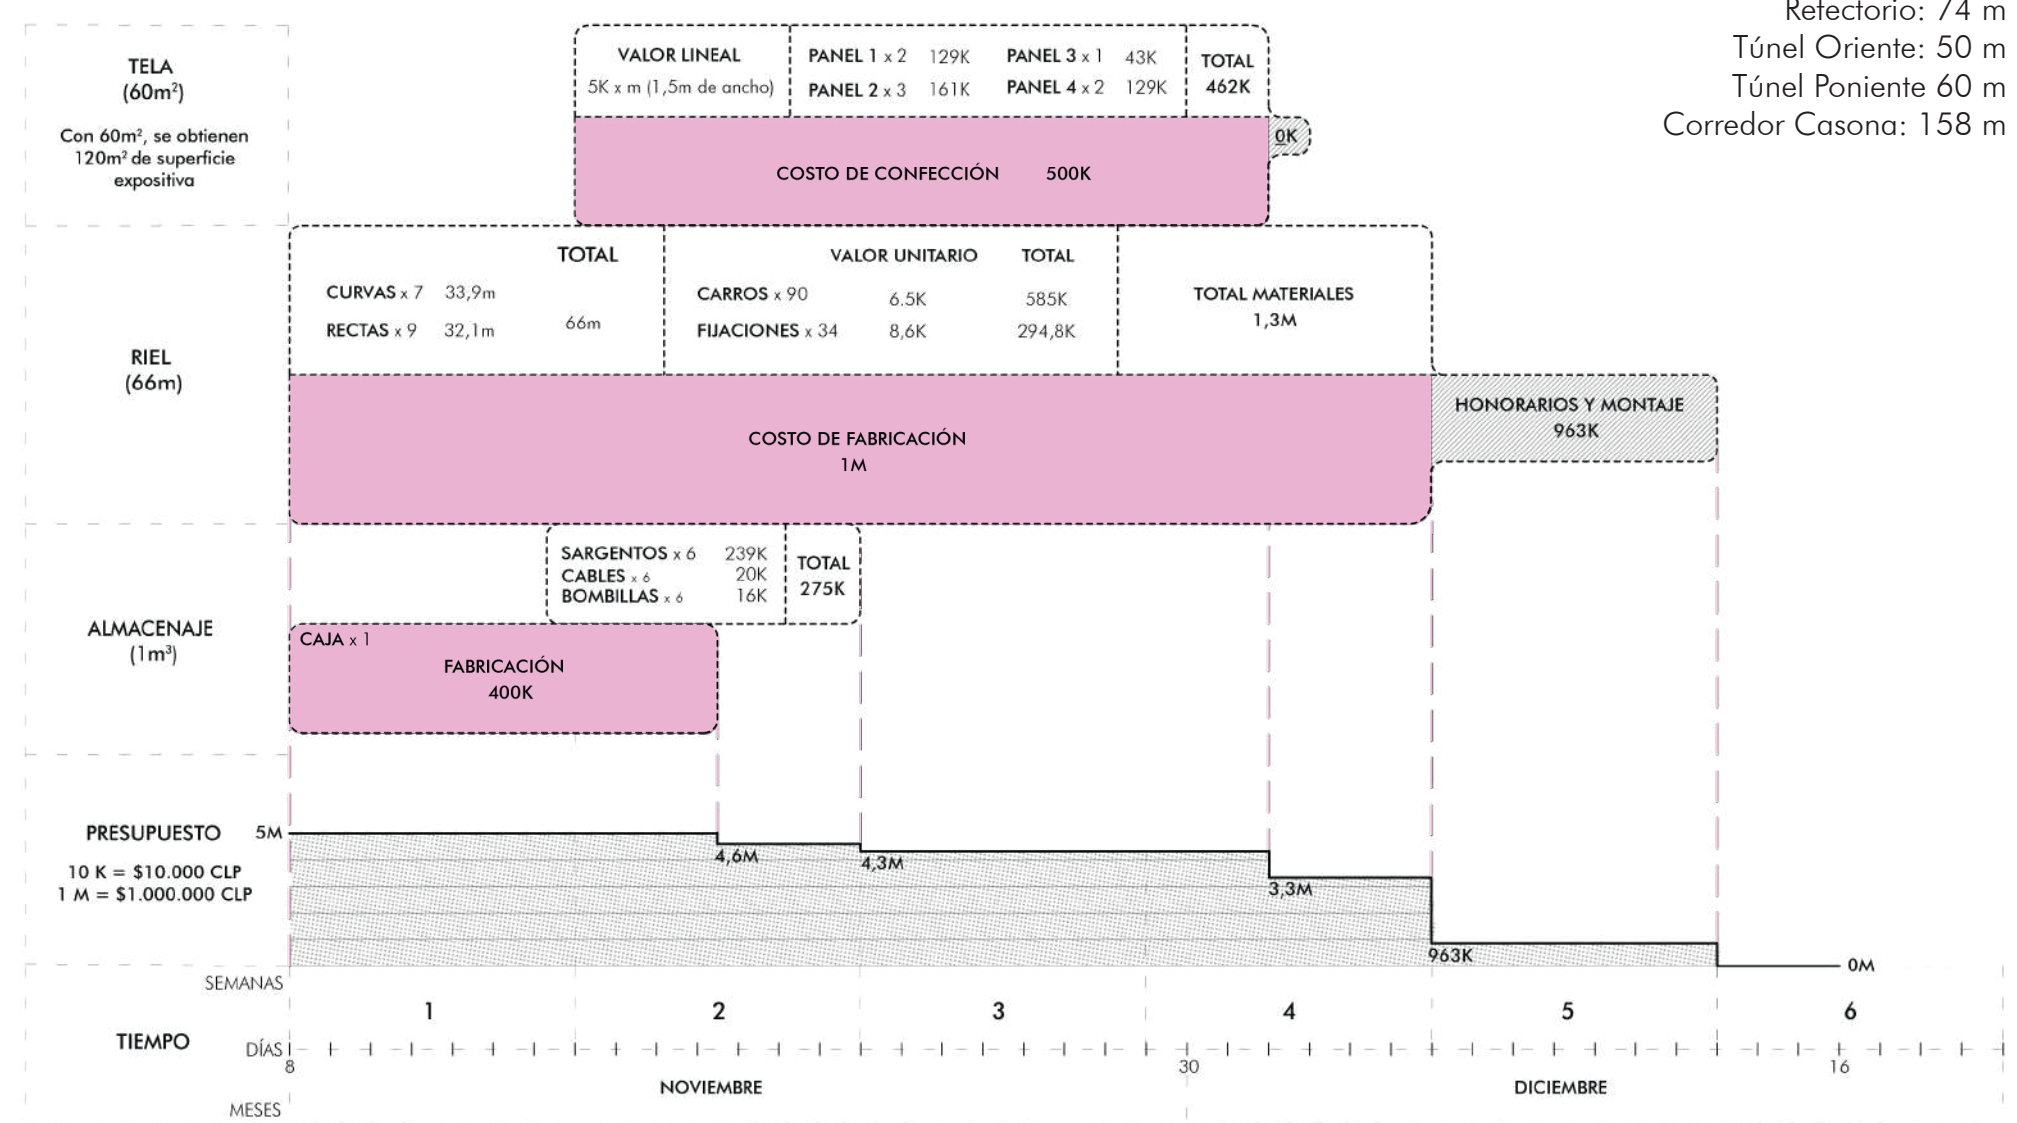 Refectorio: 74 m
Túnel Oriente: 50 m
Túnel Poniente 60 m
Corredor Casona: 158 m
TELA
(60m²)
Con 60m², se obtienen
120m² de superficie
expositiva
VALOR LINEAL
5K x m (1,5m de ancho)
PANEL 1 x 2 129K PANEL 3 x 1 43K
PANEL 2 x 3 161K PANEL 4 x 2 129K
TOTAL
462K
0K
COSTO DE CONFECCIÓN 500K
RIEL
(66m)
TOTAL
CURVAS x 7 33,9m
RECTAS x 9 32,1m
66m
VALOR UNITARIO TOTAL
CARROS x 90 6.5K 585K
FIJACIONES x 34 8,6K 294,8K
TOTAL MATERIALES
1,3M
COSTO DE FABRICACIÓN
1M
HONORARIOS Y MONTAJE
963K
ALMACENAJE
(1m³)
SARGENTOS x 6 239K
CABLES x 6 20K
BOMBILLAS x 6 16K
TOTAL
275K
CAJA x 1
FABRICACIÓN
400K
PRESUPUESTO 5M
10 K = $10.000 CLP
1 M = $1.000.000 CLP
4,6M
4,3M
3,3M
963K
0M
SEMANAS
1 2 3 4 5 6
TIEMPO
DÍAS
8 30 16
NOVIEMBRE DICIEMBRE
MESES